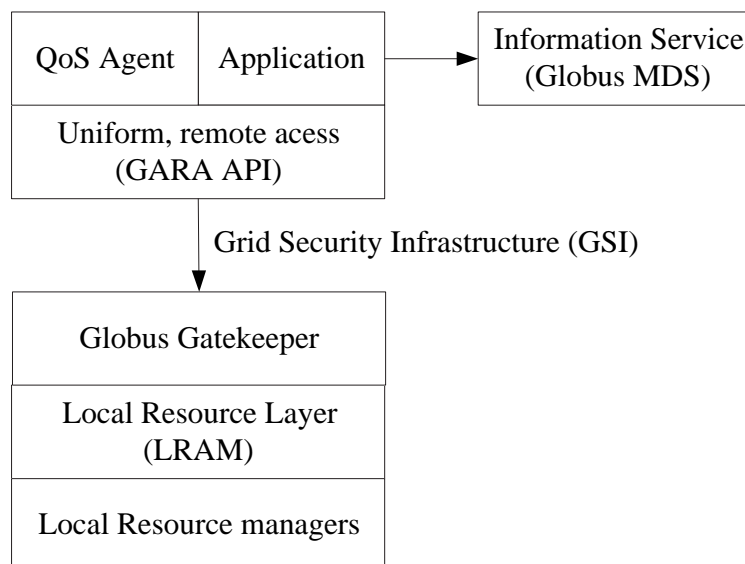 QoS Agent
Application
Information Service
(Globus MDS)
Uniform, remote acess
(GARA API)
Grid Security Infrastructure (GSI)
Globus Gatekeeper
Local Resource Layer
(LRAM)
Local Resource managers